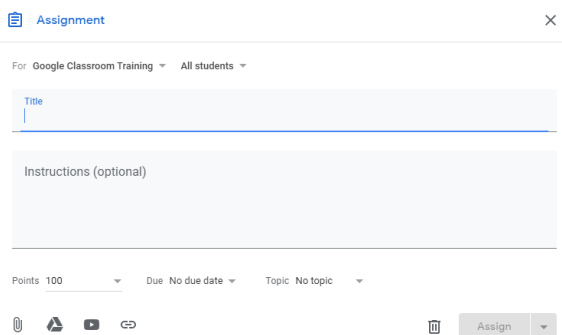 Assignment
For Google Classroom Training All students
Title
Instructions (optional)
Points 100 Due No due date Topic No topic
Assign